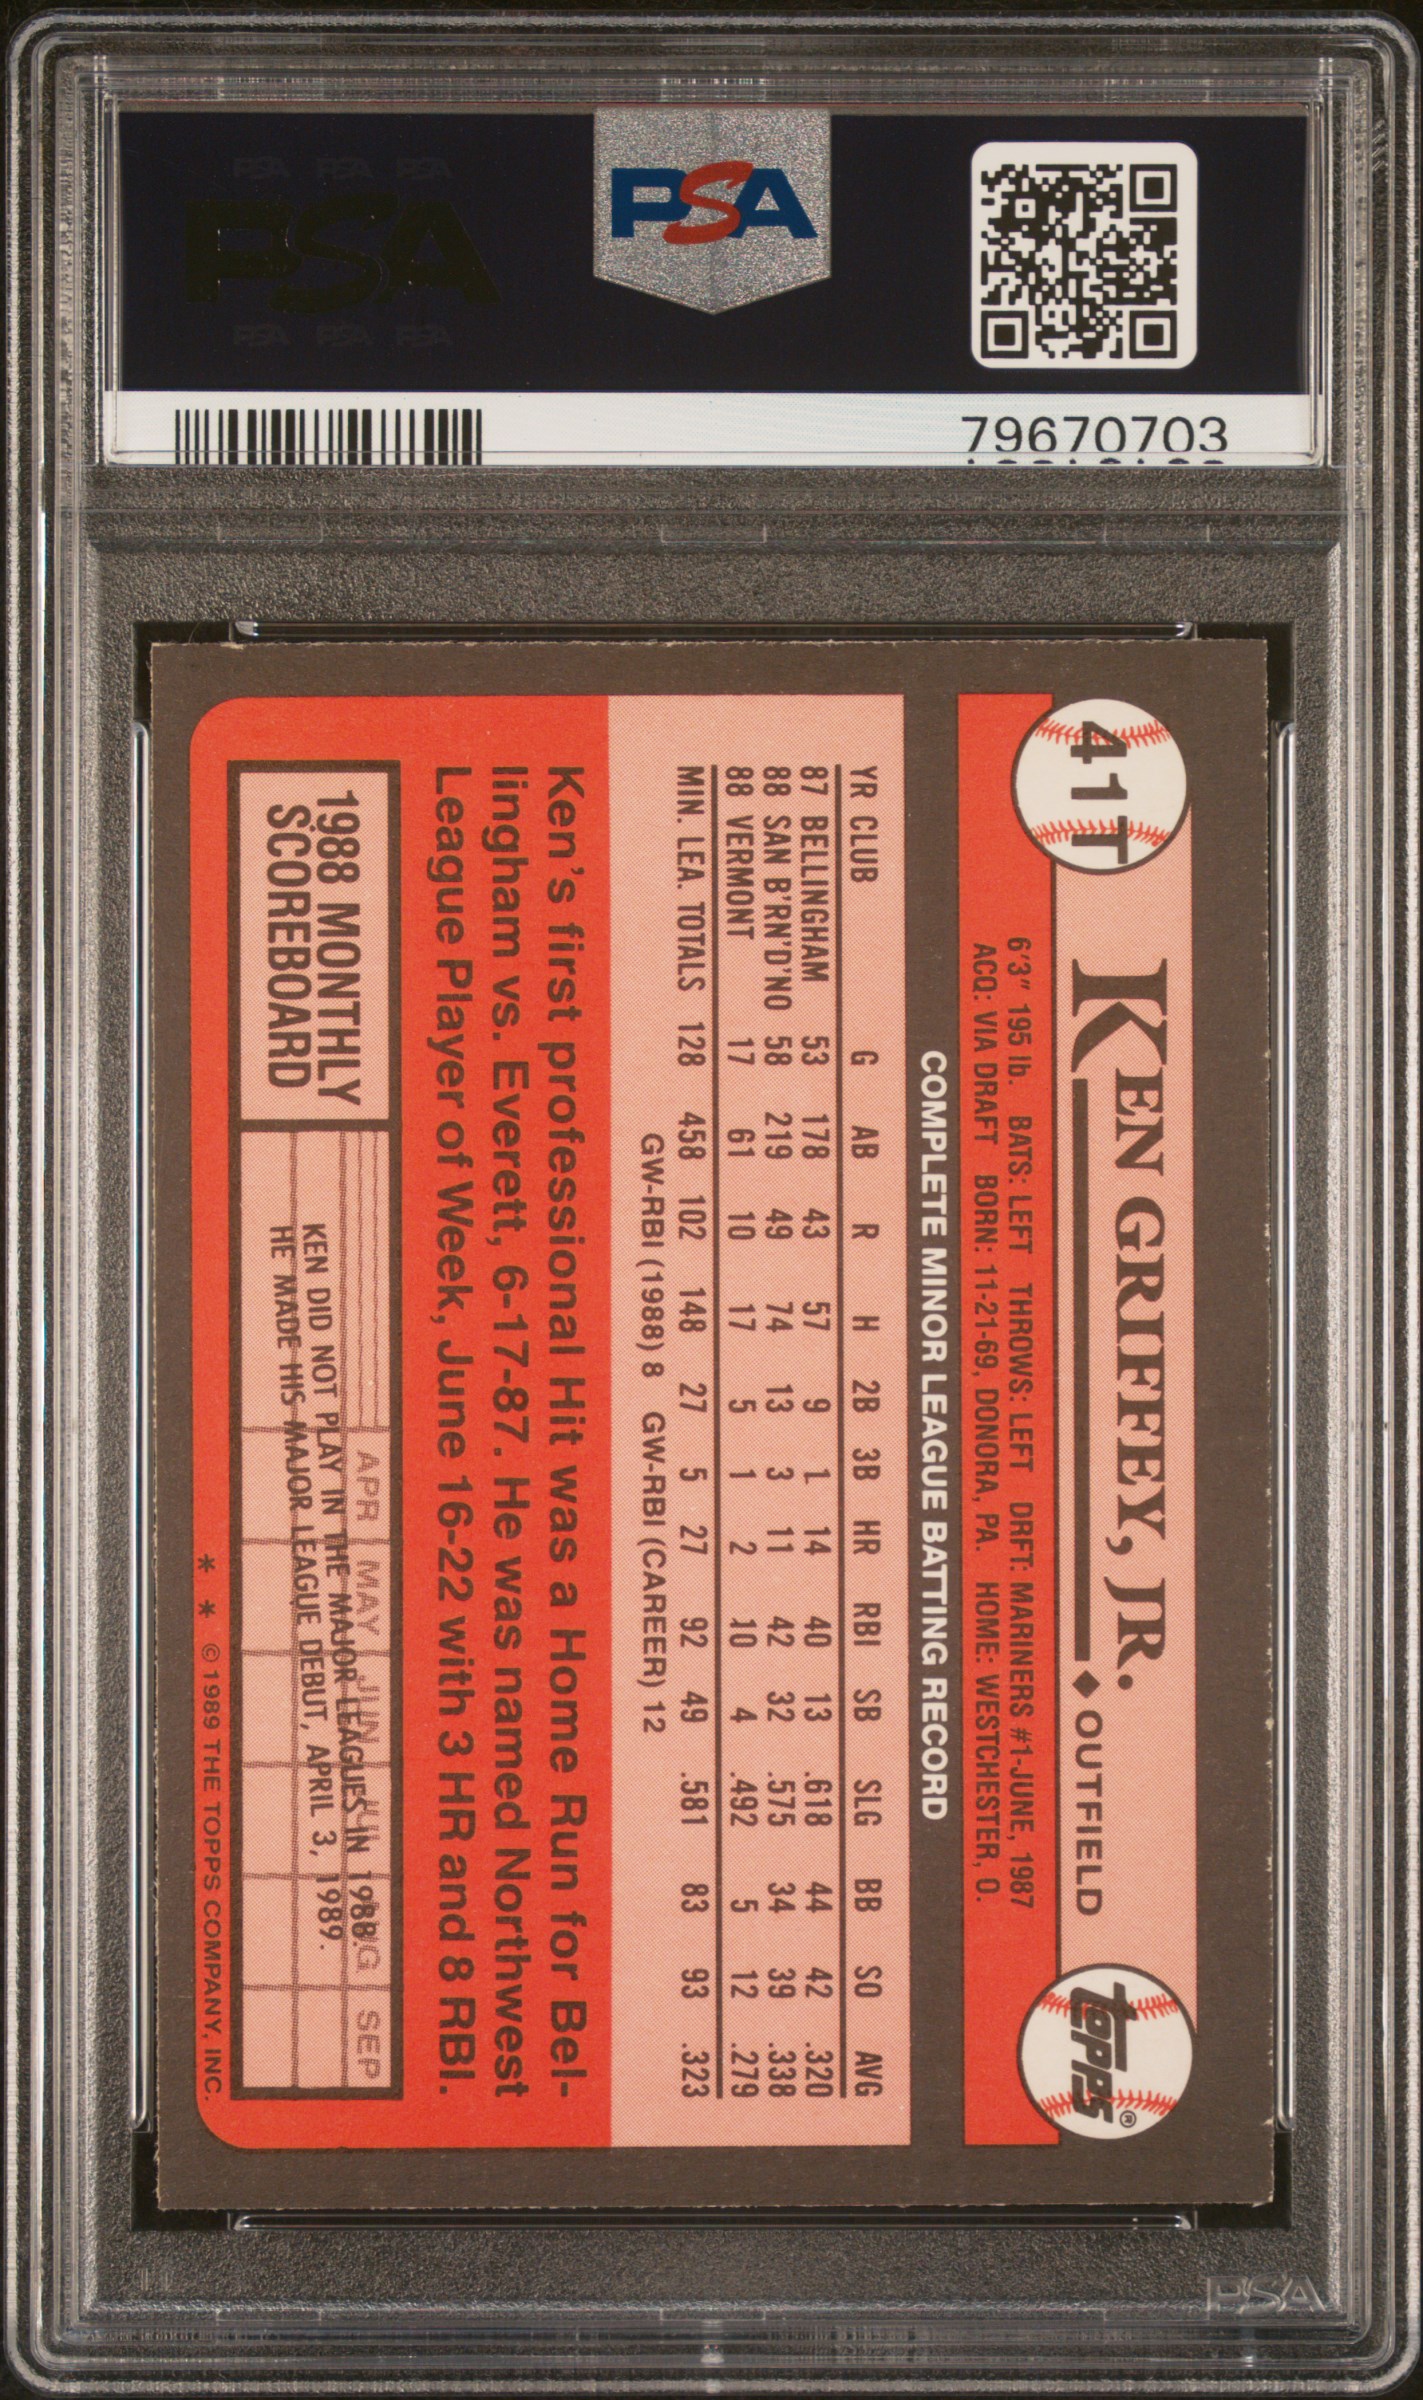 PSA PSA PSA
PSA
PSA PSA PSA
PSA
79670703
41T
KEN GRIFFEY, JR. ◆ OUTFIELD
topps®
6'3" 195 lb. BATS: LEFT THROWS: LEFT DRFT: MARINERS #1-JUNE, 1987
ACQ: VIA DRAFT BORN: 11-21-69, DONORA, PA. HOME: WESTCHESTER, O.
COMPLETE MINOR LEAGUE BATTING RECORD
YR CLUB G AB R H 2B 3B HR RBI SB SLG BB SO AVG
87 BELLINGHAM 53 178 43 57 9 1 14 40 13 .618 44 42 .320
88 SAN B'RN'D'NO 58 219 49 74 13 3 11 42 32 .575 34 39 .338
88 VERMONT 17 61 10 17 5 1 2 10 4 .492 5 12 .279
MIN. LEA. TOTALS 128 458 102 148 27 5 27 92 49 .581 83 93 .323
GW-RBI (1988) 8 GW-RBI (CAREER) 12
Ken's first professional Hit was a Home Run for Bel-
lingham vs. Everett, 6-17-87. He was named Northwest
League Player of Week, June 16-22 with 3 HR and 8 RBI.
1988 MONTHLY
SCOREBOARD
APR MAY JUN JUL AUG SEP
KEN DID NOT PLAY IN THE MAJOR LEAGUES IN 1988.
HE MADE HIS MAJOR LEAGUE DEBUT, APRIL 3, 1989.
* * © 1989 THE TOPPS COMPANY, INC.
PSA